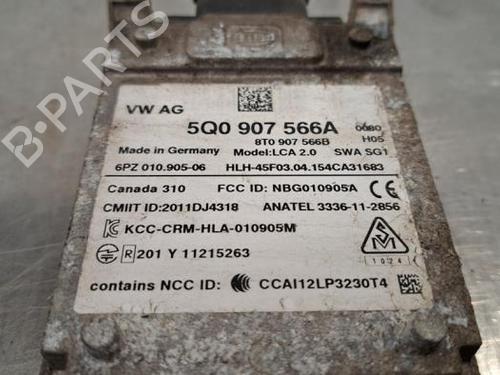 VW AG
5Q0 907 566A 0080
8T0 907 566B H05
Made in Germany Model:LCA 2.0 SWA SG1
6PZ 010.905-06 HLH-45F03.04.154CA31683
Canada 310 FCC ID: NBG010905A CE
CMIIT ID:2011DJ4318 ANATEL 3336-11-2856
KCC-CRM-HLA-010905M
R 201 Y 11215263
1024
contains NCC ID: CCAI12LP3230T4
B-PARTS